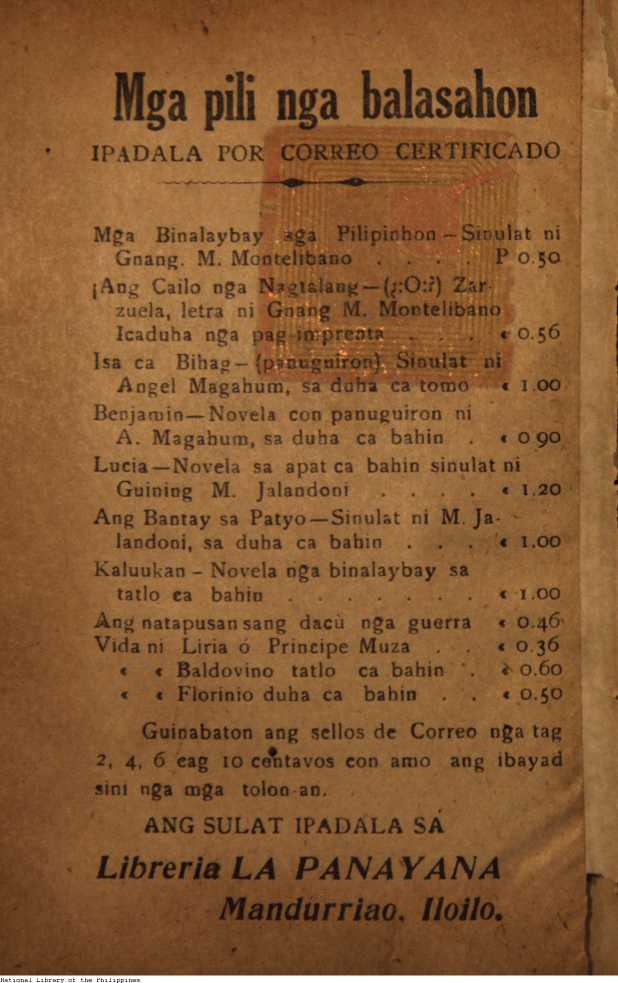 Mga pili nga balasahon
IPADALA POR CORREO CERTIFICADO
Mga Binalaybay nga Pilipinhon—Sinulat ni
Gnang. M. Montelibano . . . . P 0.50
¡Ang Cailo nga Nagtalang—(¿:O:?) Zar-
zuela, letra ni Gnang M. Montelibano
Icaduha nga pag-imprenta . . . « 0.56
Isa ca Bihag—(panuguiron) Sinulat ni
Angel Magahum, sa duha ca tomo « 1.00
Benjamin—Novela con panuguiron ni
A. Magahum, sa duha ca bahin . « 0.90
Lucia—Novela sa apat ca bahin sinulat ni
Guining M. Jalandoni . . . . « 1.20
Ang Bantay sa Patyo—Sinulat ni M. Ja-
landoni, sa duha ca bahin . . . « 1.00
Kaluukan – Novela nga binalaybay sa
tatlo ca bahin . . . . . . . « 1.00
Ang natapusan sang dacù nga guerra « 0.46
Vida ni Liria ó Principe Muza . . « 0.36
« « Baldovino tatlo ca bahin . « 0.60
« « Florinio duha ca bahin . . « 0.50
Guinabaton ang sellos de Correo nga tag
2, 4, 6 cag 10 centavos con amo ang ibayad
sini nga mga tolon-an.
ANG SULAT IPADALA SA
Libreria LA PANAYANA
Mandurriao, Iloilo.
National Library of the Philippines